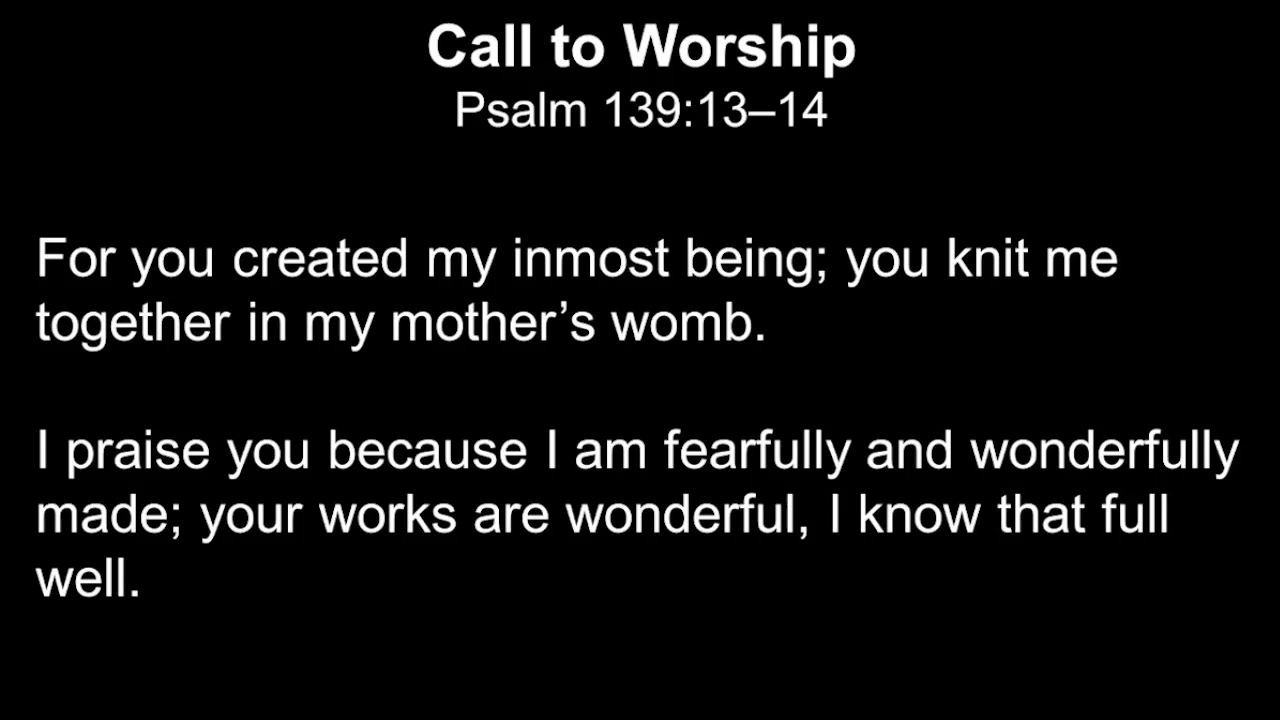 Call to Worship
Psalm 139:13–14
For you created my inmost being; you knit me
together in my mother’s womb.
I praise you because I am fearfully and wonderfully
made; your works are wonderful, I know that full
well.